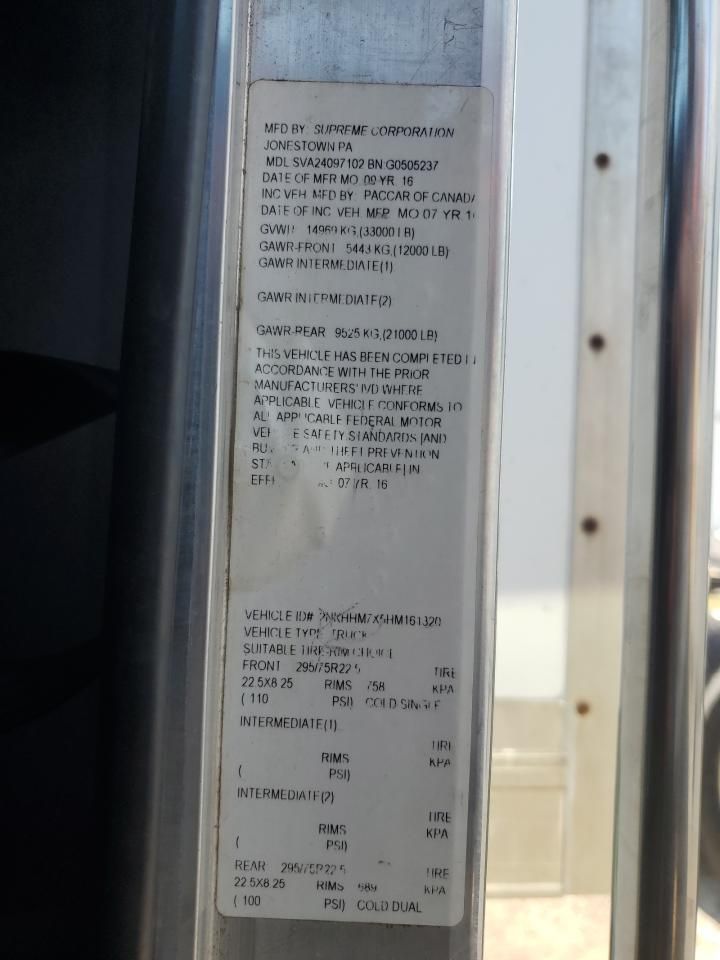 MFD BY: SUPREME CORPORATION
JONESTOWN PA
MDL SVA24097102 BN:G0505237
DATE OF MFR MO 09 YR 16
INC VEH. MFD BY: PACCAR OF CANADA
DATE OF INC VEH. MFR MO 07 YR 1
GVWR 14969 KG,(33000 LB)
GAWR-FRONT 5443 KG,(12000 LB)
GAWR INTERMEDIATE(1)
GAWR INTERMEDIATE(2)
GAWR-REAR 9525 KG,(21000 LB)
THIS VEHICLE HAS BEEN COMPLETED I
ACCORDANCE WITH THE PRIOR
MANUFACTURERS' IVD WHERE
APPLICABLE VEHICLE CONFORMS TO
ALL APPLICABLE FEDERAL MOTOR
VEH E SAFETY STANDARDS [AND
BU AND THEFT PREVENTION
STA APPLICABLE] IN
EFF 07 YR. 16
VEHICLE ID# 2NKHHM7X5HM161320
VEHICLE TYPE TRUCK
SUITABLE TIRE-RIM CHOICE
FRONT 295/75R22.5 TIRE
22.5X8.25 RIMS 758 KPA
( 110 PSI) COLD SINGLE
INTERMEDIATE(1)
TIRE
RIMS KPA
( PSI)
INTERMEDIATE(2)
TIRE
RIMS KPA
( PSI)
REAR 295/75R22.5 TIRE
22.5X8.25 RIMS 689 KPA
( 100 PSI) COLD DUAL